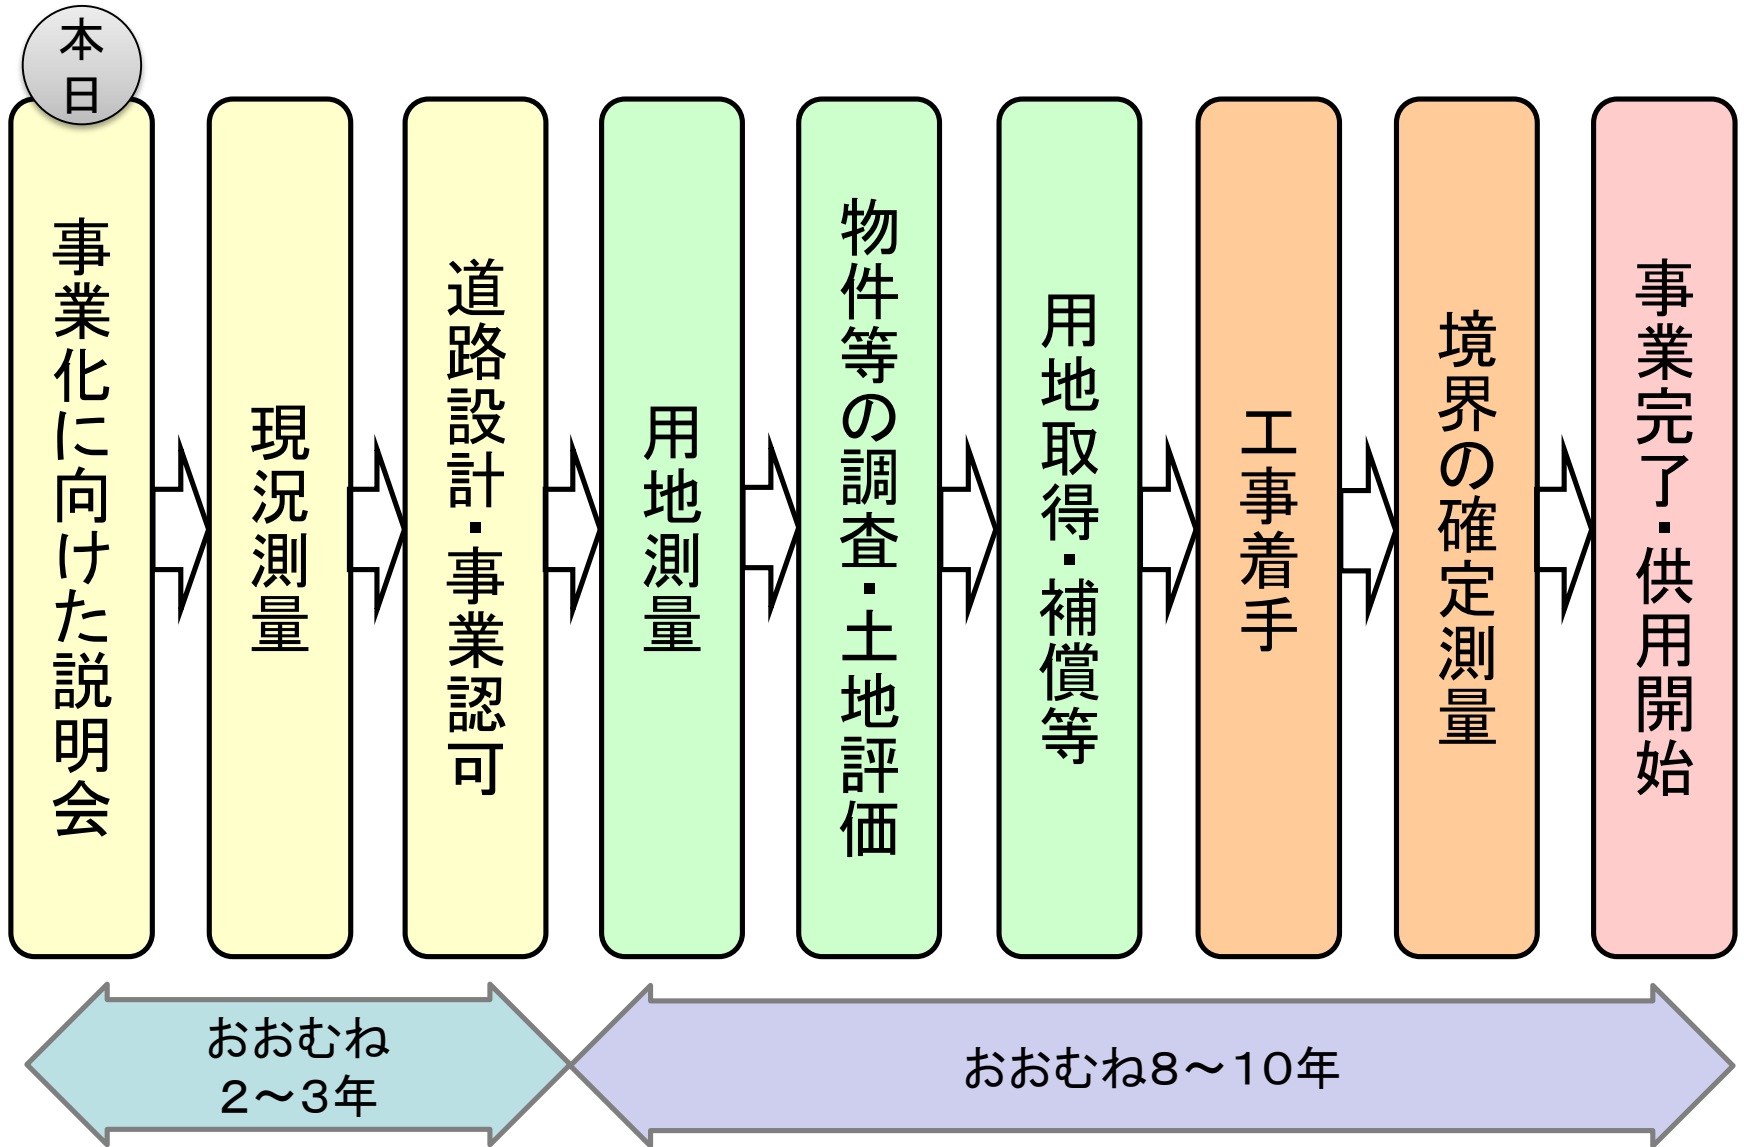 本
日
事業化に向けた説明会
現況測量
道路設計・事業認可
用地測量
物件等の調査・土地評価
用地取得・補償等
工事着手
境界の確定測量
事業完了・供用開始
おおむね
２～３年
おおむね８～１０年